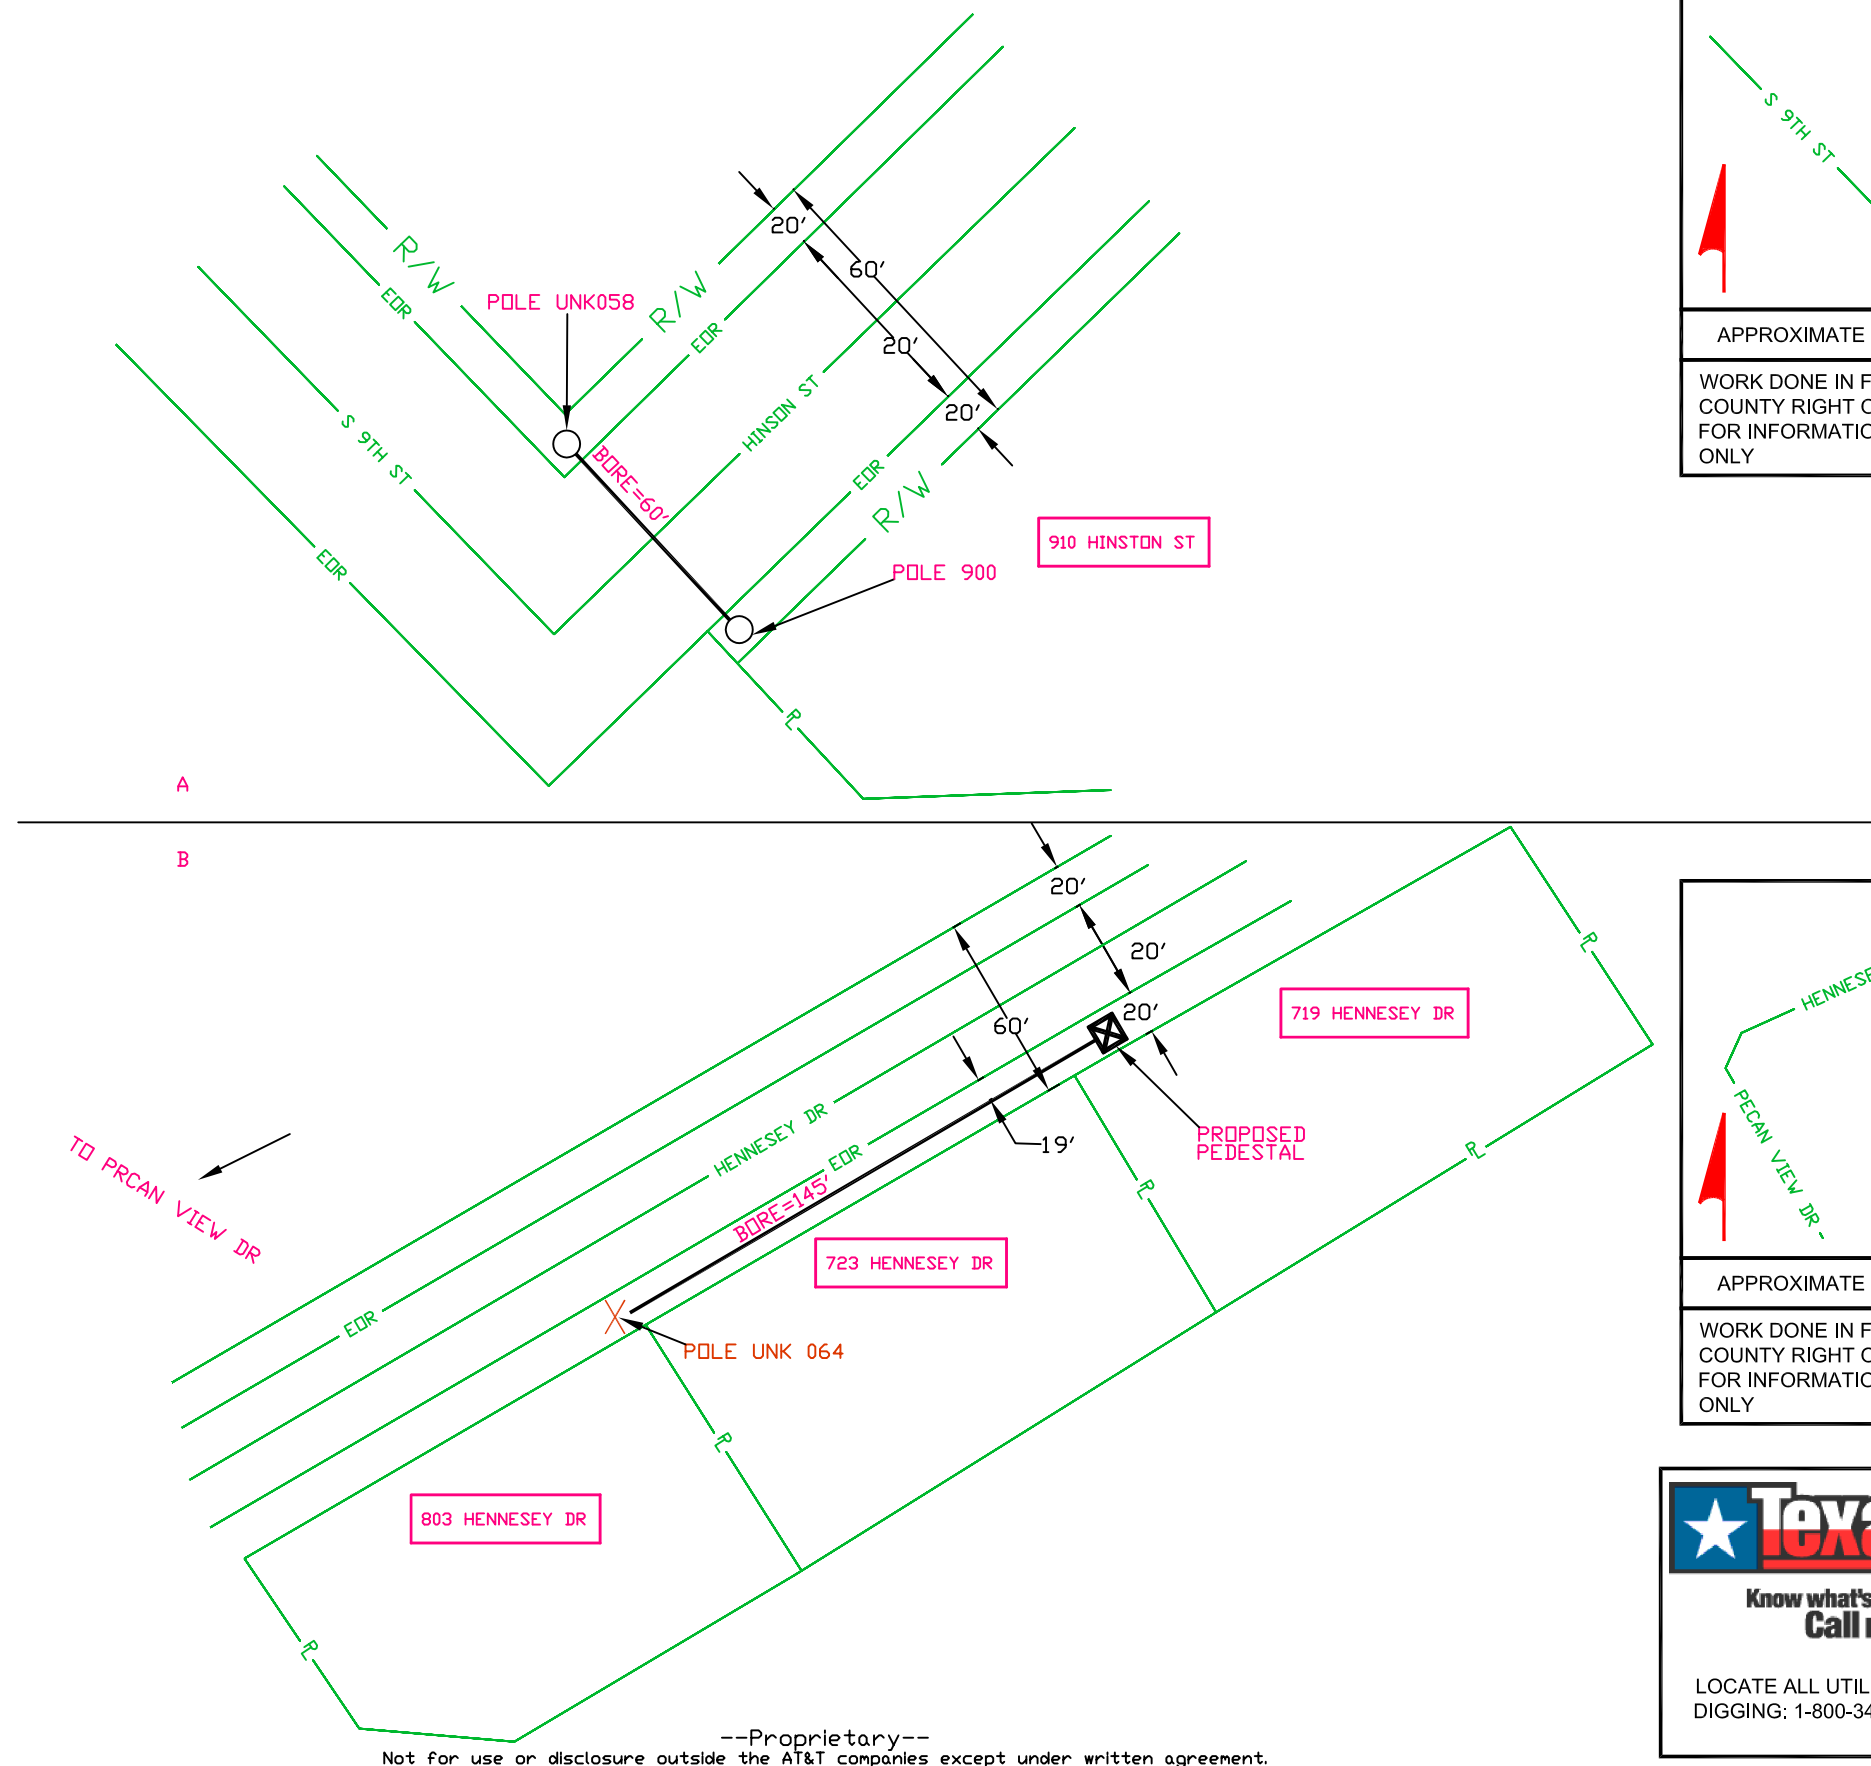 R/W
EOR
POLE UNK058
S 9TH ST
EOR
R/W
EOR
20'
60'
20'
20'
HINSON ST
EOR
R/W
BORE=60'
910 HINSTON ST
POLE 900
PL
A
S 9TH ST
APPROXIMATE
WORK DONE IN
COUNTY RIGHT
FOR
ONLY
B
20'
20'
20'
60'
19'
719 HENNESEY DR
PL
PL
PL
PROPOSED
PEDESTAL
HENNESEY DR
EOR
BORE=145'
TO PRCAN VIEW DR
723 HENNESEY DR
EOR
POLE UNK 064
PL
803 HENNESEY DR
PL
PECAN VIEW DR
APPROXIMATE
WORK DONE IN
COUNTY RIGHT
FOR
ONLY
Know what's
Call
LOCATE ALL
DIGGING: 1-800-
--Proprietary--
Not for use or disclosure outside the AT&T companies except under written agreement.